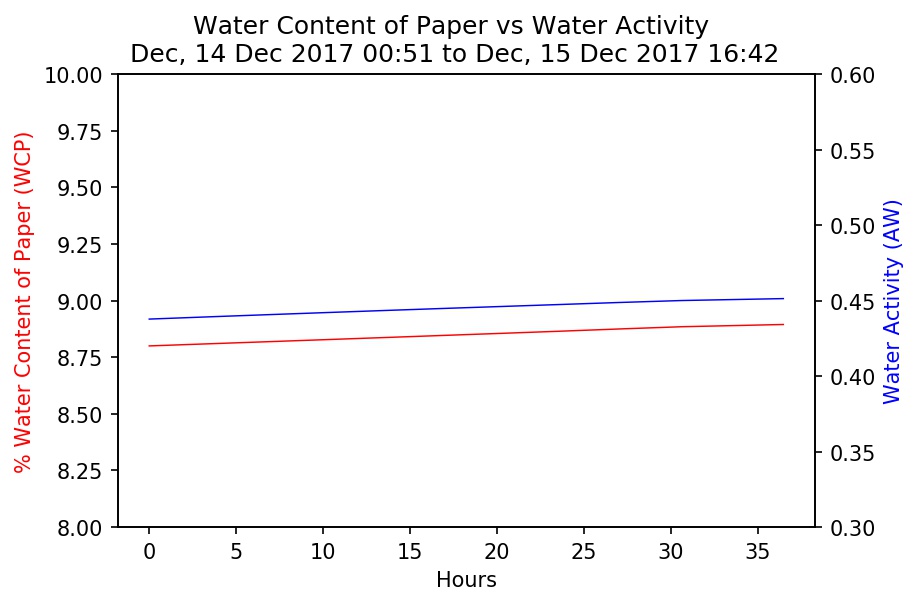 Water Content of Paper vs Water Activity
Dec, 14 Dec 2017 00:51 to Dec, 15 Dec 2017 16:42
% Water Content of Paper (WCP)
10.00
9.75
9.50
9.25
9.00
8.75
8.50
8.25
8.00
0.60
0.55
0.50
0.45
0.40
0.35
0.30
Water Activity (AW)
0 5 10 15 20 25 30 35
Hours